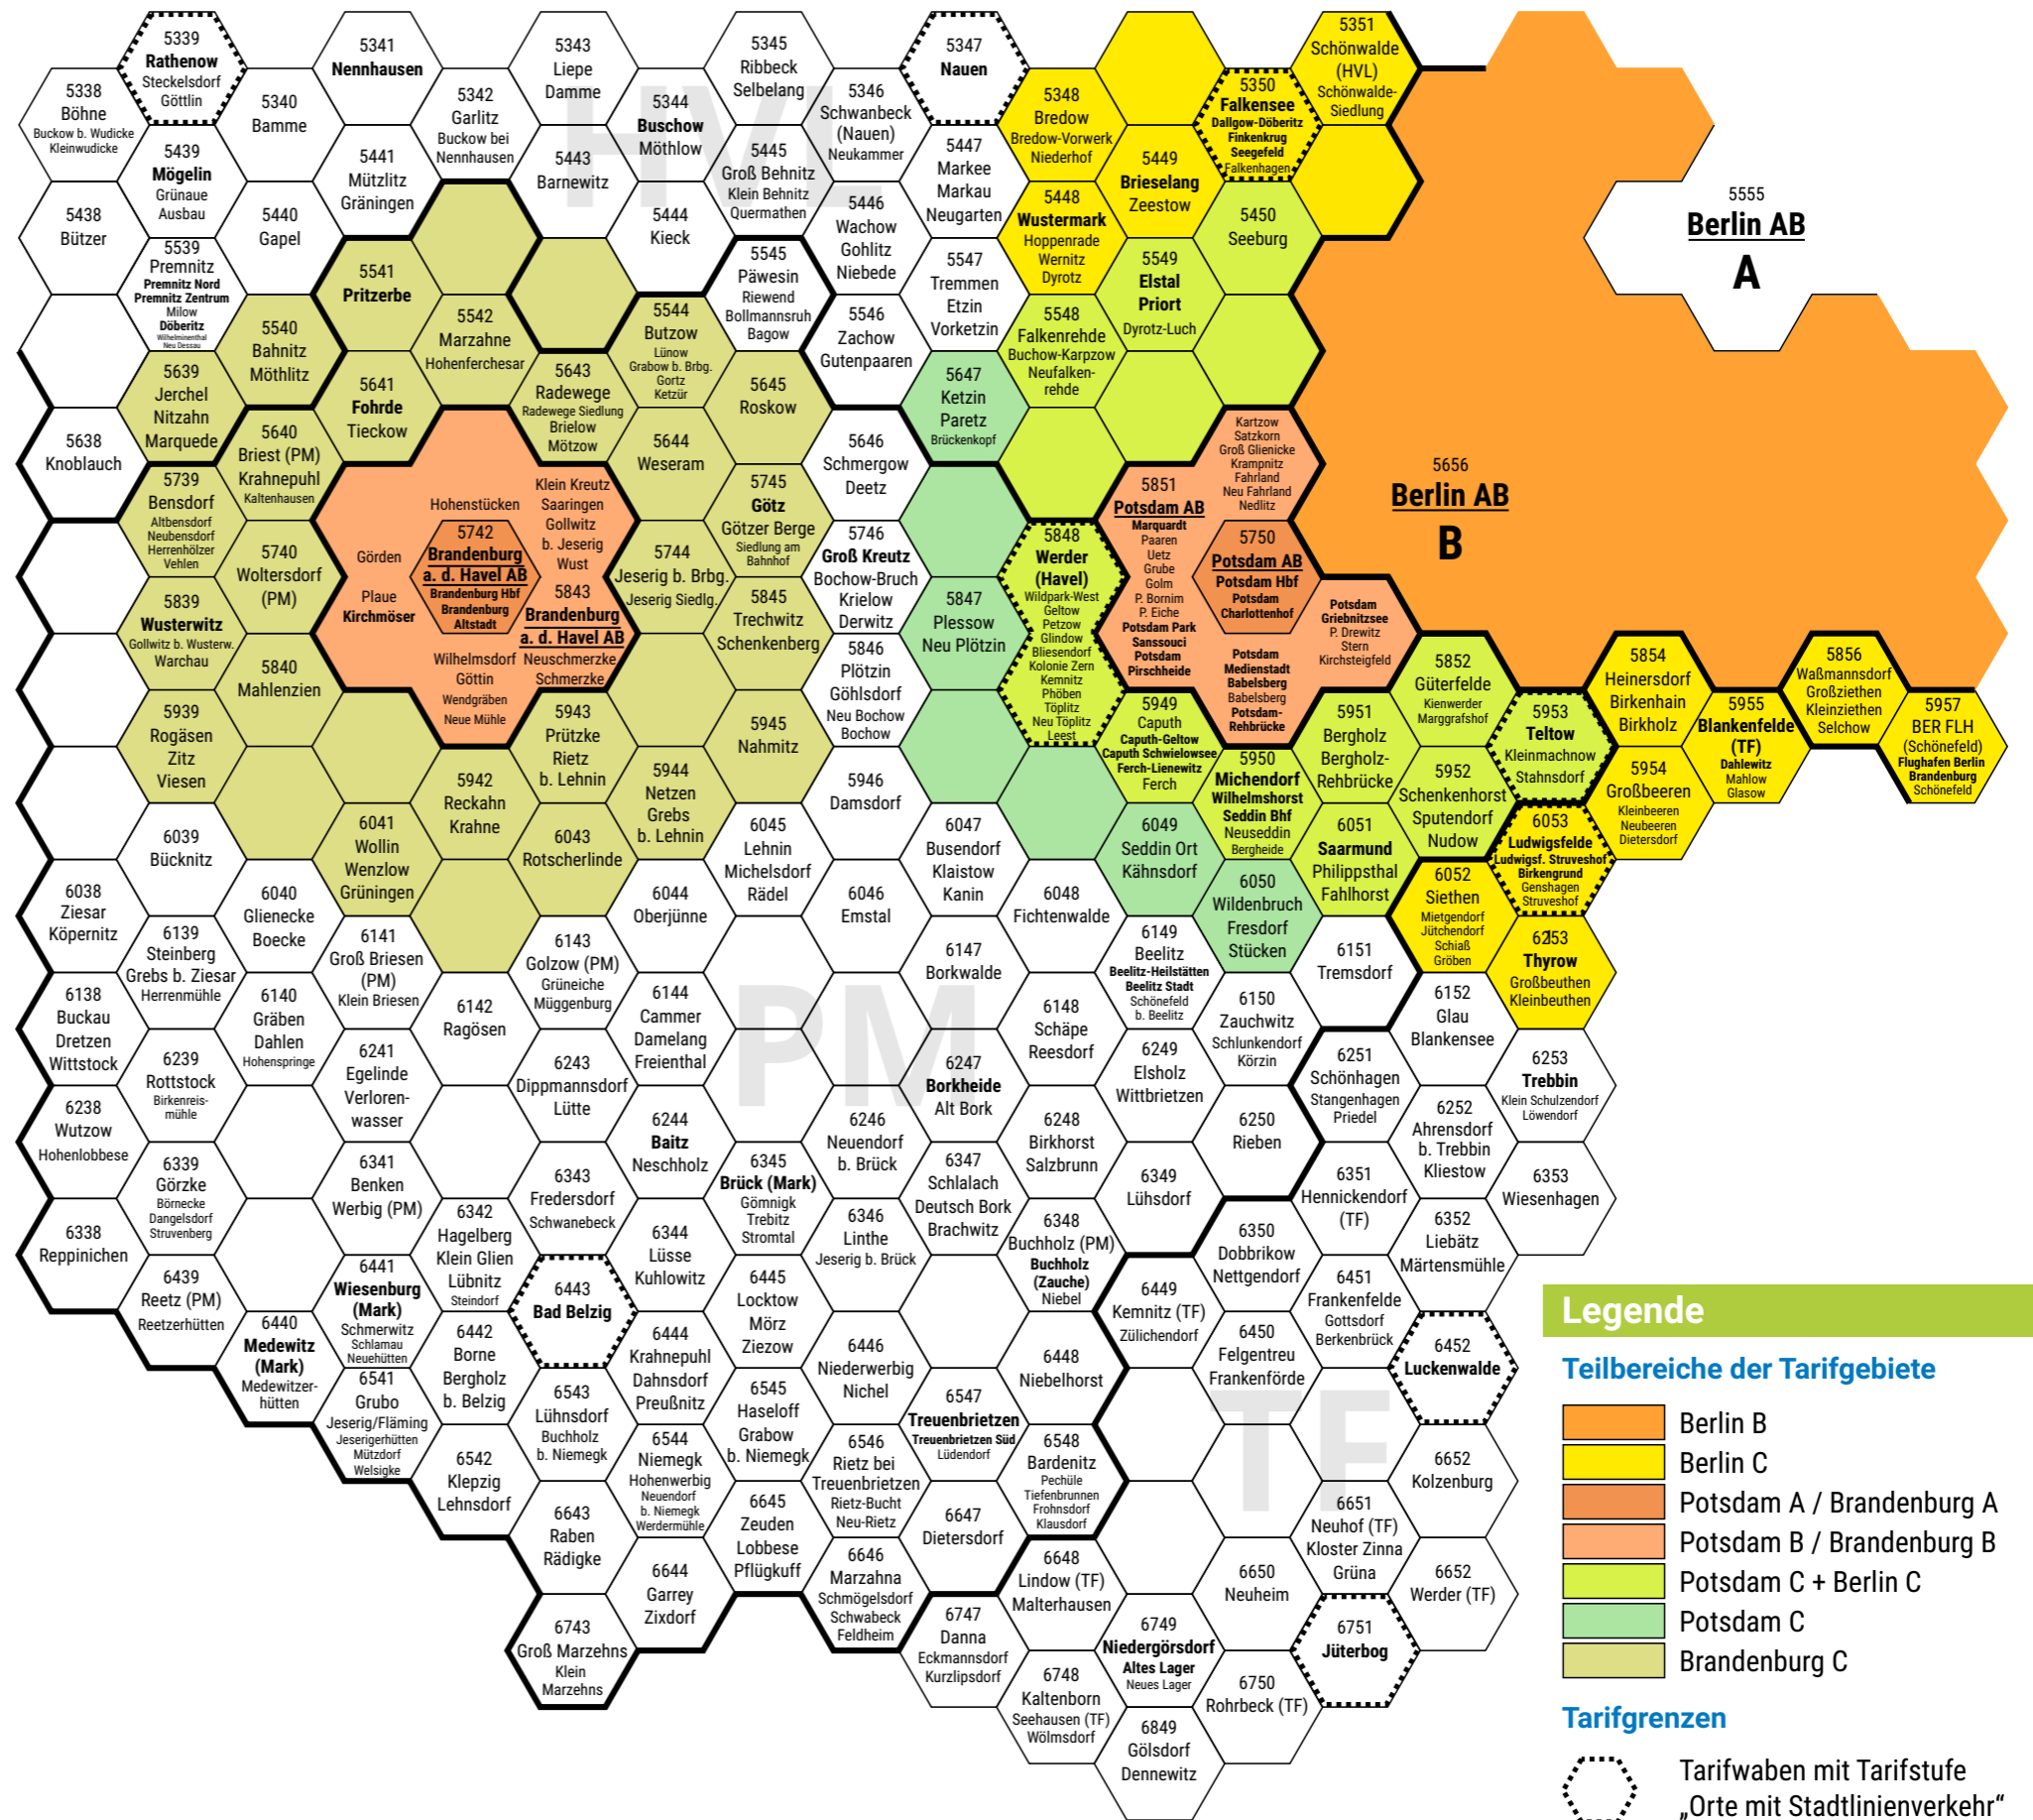 HVL
PM
TF
5339
Rathenow
Steckelsdorf
Göttlin
5341
Nennhausen
5343
Liepe
Damme
5345
Ribbeck
Selbelang
5347
Nauen
5351
Schönwalde
(HVL)
Schönwalde-
Siedlung
5338
Böhne
Buckow b. Wudicke
Kleinwudicke
5340
Bamme
5342
Garlitz
Buckow bei
Nennhausen
5344
Buschow
Möthlow
5346
Schwanbeck
(Nauen)
Neukammer
5348
Bredow
Bredow-Vorwerk
Niederhof
5350
Falkensee
Dallgow-Döberitz
Finkenkrug
Seegefeld
Falkenhagen
5439
Mögelin
Grünaue
Ausbau
5441
Mützlitz
Gräningen
5443
Barnewitz
5445
Groß Behnitz
Klein Behnitz
Quermathen
5447
Markee
Markau
Neugarten
5449
Brieselang
Zeestow
5438
Bützer
5440
Gapel
5444
Kieck
5446
Wachow
Gohlitz
Niebede
5448
Wustermark
Hoppenrade
Wernitz
Dyrotz
5450
Seeburg
5555
Berlin AB
A
5539
Premnitz
Premnitz Nord
Premnitz Zentrum
Milow
Döberitz
Wilhelminenthal
Neu Dessau
5541
Pritzerbe
5545
Päwesin
Riewend
Bollmannsruh
Bagow
5547
Tremmen
Etzin
Vorketzin
5549
Elstal
Priort
Dyrotz-Luch
5540
Bahnitz
Möthlitz
5542
Marzahne
Hohenferchesar
5544
Butzow
Lünow
Grabow b. Brbg.
Gortz
Ketzür
5546
Zachow
Gutenpaaren
5548
Falkenrehde
Buchow-Karpzow
Neufalken-
rehde
5639
Jerchel
Nitzahn
Marquede
5641
Fohrde
Tieckow
5643
Radewege
Radewege Siedlung
Brielow
Mötzow
5645
Roskow
5647
Ketzin
Paretz
Brückenkopf
5638
Knoblauch
5640
Briest (PM)
Krahnepuhl
Kaltenhausen
5644
Weseram
5646
Schmergow
Deetz
Kartzow
Satzkorn
Groß Glienicke
Krampnitz
Fahrland
Neu Fahrland
Nedlitz
5656
Berlin AB
B
5739
Bensdorf
Altbensdorf
Neubensdorf
Herrenhölzer
Vehlen
Hohenstücken
Klein Kreutz
Saaringen
Gollwitz
b. Jeserig
Wust
5745
Götz
Götzer Berge
Siedlung am
Bahnhof
5851
Potsdam AB
Marquardt
Paaren
Uetz
Grube
Golm
P. Bornim
P. Eiche
Potsdam Park
Sanssouci
Potsdam
Pirschheide
5740
Woltersdorf
(PM)
Görden
Plaue
Kirchmöser
5742
Brandenburg
a. d. Havel AB
Brandenburg Hbf
Brandenburg
Altstadt
5744
Jeserig b. Brbg.
Jeserig Siedlg.
5746
Groß Kreutz
Bochow-Bruch
Krielow
Derwitz
5848
Werder
(Havel)
Wildpark-West
Geltow
Petzow
Glindow
Bliesendorf
Kolonie Zern
Kemnitz
Phöben
Töplitz
Neu Töplitz
Leest
5750
Potsdam AB
Potsdam Hbf
Potsdam
Charlottenhof
5839
Wusterwitz
Gollwitz b. Wusterw.
Warchau
5843
Brandenburg
a. d. Havel AB
Neuschmerzke
Schmerzke
5845
Trechwitz
Schenkenberg
5847
Plessow
Neu Plötzin
Potsdam
Griebnitzsee
P. Drewitz
Stern
Kirchsteigfeld
5840
Mahlenzien
Wilhelmsdorf
Göttin
Wendgräben
Neue Mühle
5846
Plötzin
Göhlsdorf
Neu Bochow
Bochow
Potsdam
Medienstadt
Babelsberg
Babelsberg
Potsdam-
Rehbrücke
5852
Güterfelde
Kienwerder
Marggrafshof
5854
Heinersdorf
Birkenhain
Birkholz
5856
Waßmannsdorf
Großziethen
Kleinziethen
Selchow
5939
Rogäsen
Zitz
Viesen
5943
Prützke
Rietz
b. Lehnin
5945
Nahmitz
5949
Caputh
Caputh-Geltow
Caputh Schwielowsee
Ferch-Lienewitz
Ferch
5951
Bergholz
Bergholz-
Rehbrücke
5953
Teltow
Kleinmachnow
Stahnsdorf
5955
Blankenfelde
(TF)
Dahlewitz
Mahlow
Glasow
5957
BER FLH
(Schönefeld)
Flughafen Berlin
Brandenburg
Schönefeld
5942
Reckahn
Krahne
5944
Netzen
Grebs
b. Lehnin
5946
Damsdorf
5950
Michendorf
Wilhelmshorst
Seddin Bhf
Neuseddin
Bergheide
5952
Schenkenhorst
Sputendorf
Nudow
5954
Großbeeren
Kleinbeeren
Neubeeren
Dietersdorf
6039
Bücknitz
6041
Wollin
Wenzlow
Grüningen
6043
Rotscherlinde
6045
Lehnin
Michelsdorf
Rädel
6047
Busendorf
Klaistow
Kanin
6049
Seddin Ort
Kähnsdorf
6051
Saarmund
Philippsthal
Fahlhorst
6053
Ludwigsfelde
Ludwigsf. Struveshof
Birkengrund
Genshagen
Struveshof
6038
Ziesar
Köpernitz
6040
Glienecke
Boecke
6044
Oberjünne
6046
Emstal
6048
Fichtenwalde
6050
Wildenbruch
Fresdorf
Stücken
6052
Siethen
Mietgendorf
Jütchendorf
Schiaß
Gröben
6139
Steinberg
Grebs b. Ziesar
Herrenmühle
6141
Groß Briesen
(PM)
Klein Briesen
6143
Golzow (PM)
Grüneiche
Müggenburg
6147
Borkwalde
6149
Beelitz
Beelitz-Heilstätten
Beelitz Stadt
Schönefeld
b. Beelitz
6151
Tremsdorf
Thyrow
Großbeuthen
Kleinbeuthen
6138
Buckau
Dretzen
Wittstock
6140
Gräben
Dahlen
Hohenspringe
6142
Ragösen
6144
Cammer
Damelang
Freienthal
6148
Schäpe
Reesdorf
6150
Zauchwitz
Schlunkendorf
Körzin
6152
Glau
Blankensee
6239
Rottstock
Birkenreis-
mühle
6241
Egelinde
Verloren-
wasser
6243
Dippmannsdorf
Lütte
6247
Borkheide
Alt Bork
6249
Elsholz
Wittbrietzen
6251
Schönhagen
Stangenhagen
Priedel
6253
Trebbin
Klein Schulzendorf
Löwendorf
6238
Wutzow
Hohenlobbese
6244
Baitz
Neschholz
6246
Neuendorf
b. Brück
6248
Birkhorst
Salzbrunn
6250
Rieben
6252
Ahrensdorf
b. Trebbin
Kliestow
6339
Görzke
Börnecke
Dangelsdorf
Struvenberg
6341
Benken
Werbig (PM)
6343
Fredersdorf
Schwanebeck
6345
Brück (Mark)
Gömnigk
Trebitz
Stromtal
6347
Schlalach
Deutsch Bork
Brachwitz
6349
Lühsdorf
6351
Hennickendorf
(TF)
6353
Wiesenhagen
6338
Reppinichen
6342
Hagelberg
Klein Glien
Lübnitz
Steindorf
6344
Lüsse
Kuhlowitz
6346
Linthe
Jeserig b. Brück
6348
Buchholz (PM)
Buchholz
(Zauche)
Niebel
6350
Dobbrikow
Nettgendorf
6352
Liebätz
Märtensmühle
6439
Reetz (PM)
Reetzerhütten
6441
Wiesenburg
(Mark)
Schmerwitz
Schlamau
Neuehütten
6443
Bad Belzig
6445
Locktow
Mörz
Ziezow
6449
Kemnitz (TF)
Zülichendorf
6451
Frankenfelde
Gottsdorf
Berkenbrück
6440
Medewitz
(Mark)
Medewitzer-
hütten
6442
Borne
Bergholz
b. Belzig
6444
Krahnepuhl
Dahnsdorf
Preußnitz
6446
Niederwerbig
Nichel
6448
Niebelhorst
6450
Felgentreu
Frankenförde
6452
Luckenwalde
6541
Grubo
Jeserig/Fläming
Jeserigerhütten
Mützdorf
Welsigke
6543
Lühnsdorf
Buchholz
b. Niemegk
6545
Haseloff
Grabow
b. Niemegk
6547
Treuenbrietzen
Treuenbrietzen Süd
Lüdendorf
6542
Klepzig
Lehnsdorf
6544
Niemegk
Hohenwerbig
Neuendorf
b. Niemegk
Werdermühle
6546
Rietz bei
Treuenbrietzen
Rietz-Bucht
Neu-Rietz
6548
Bardenitz
Pechüle
Tiefenbrunnen
Frohnsdorf
Klausdorf
6652
Kolzenburg
6643
Raben
Rädigke
6645
Zeuden
Lobbese
Pflügkuff
6647
Dietersdorf
6651
Neuhof (TF)
Kloster Zinna
Grüna
6644
Garrey
Zixdorf
6646
Marzahna
Schmögelsdorf
Schwabeck
Feldheim
6648
Lindow (TF)
Malterhausen
6650
Neuheim
6652
Werder (TF)
6743
Groß Marzehns
Klein
Marzehns
6747
Danna
Eckmannsdorf
Kurzlipsdorf
6749
Niedergörsdorf
Altes Lager
Neues Lager
6751
Jüterbog
6748
Kaltenborn
Seehausen (TF)
Wölmsdorf
6750
Rohrbeck (TF)
6849
Gölsdorf
Dennewitz
Legende
Teilbereiche der Tarifgebiete
Berlin B
Berlin C
Potsdam A / Brandenburg A
Potsdam B / Brandenburg B
Potsdam C + Berlin C
Potsdam C
Brandenburg C
Tarifgrenzen
Tarifwaben mit Tarifstufe
„Orte mit Stadtlinienverkehr“